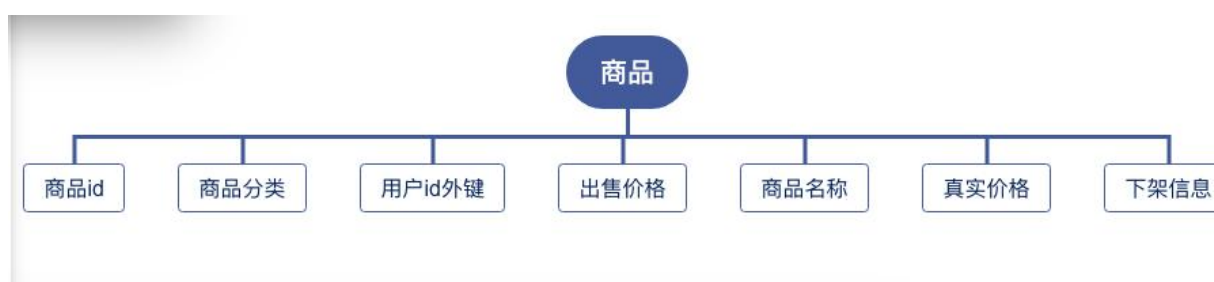 商品
商品id
商品分类
用户id外键
出售价格
商品名称
真实价格
下架信息